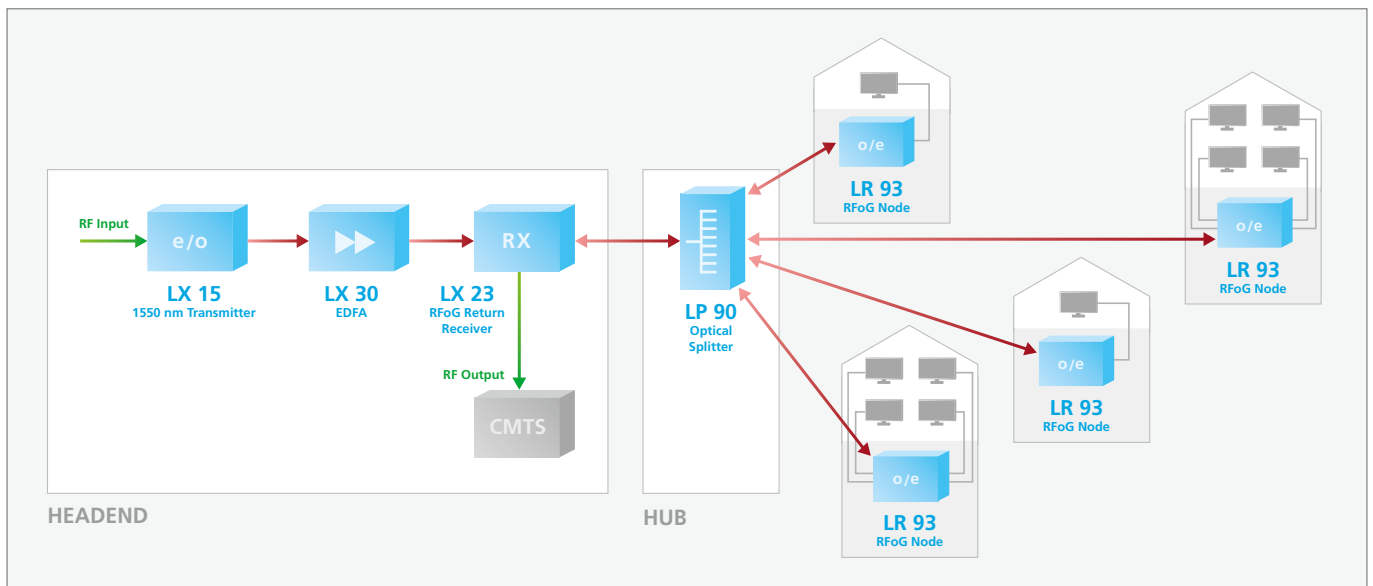 RF Input
e/o
LX 15
1550 nm Transmitter
LX 30
EDFA
RX
LX 23
RFoG Return
Receiver
RF Output
CMTS
HEADEND
LP 90
Optical
Splitter
HUB
o/e
LR 93
RFoG Node
o/e
LR 93
RFoG Node
o/e
LR 93
RFoG Node
o/e
LR 93
RFoG Node